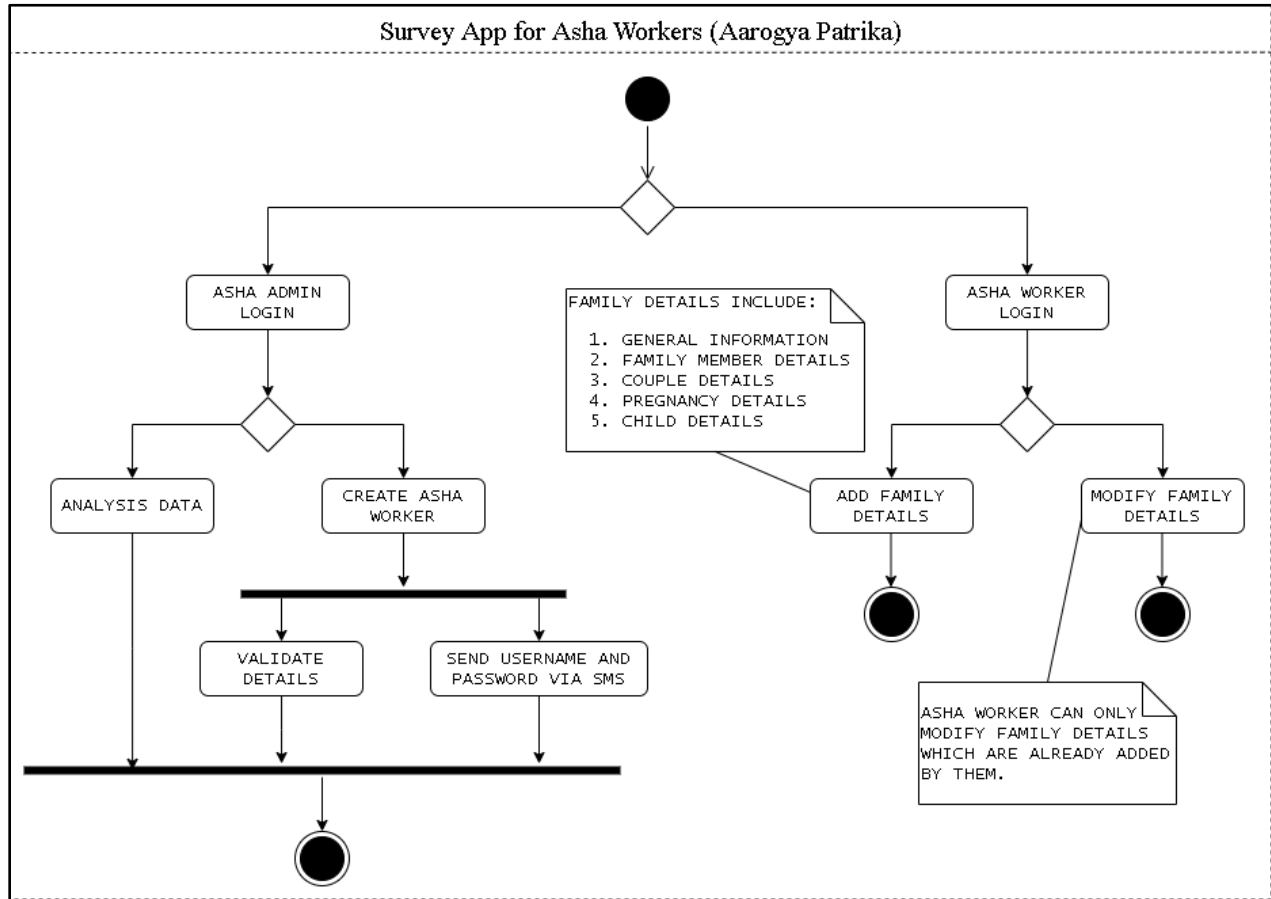 Survey App for Asha Workers (Aarogya Patrika)
ASHA ADMIN
LOGIN
FAMILY DETAILS INCLUDE:
1. GENERAL INFORMATION
2. FAMILY MEMBER DETAILS
3. COUPLE DETAILS
4. PREGNANCY DETAILS
5. CHILD DETAILS
ASHA WORKER
LOGIN
ANALYSIS DATA
CREATE ASHA
WORKER
ADD FAMILY
DETAILS
MODIFY FAMILY
DETAILS
VALIDATE
DETAILS
SEND USERNAME AND
PASSWORD VIA SMS
ASHA WORKER CAN ONLY
MODIFY FAMILY DETAILS
WHICH ARE ALREADY ADDED
BY THEM.